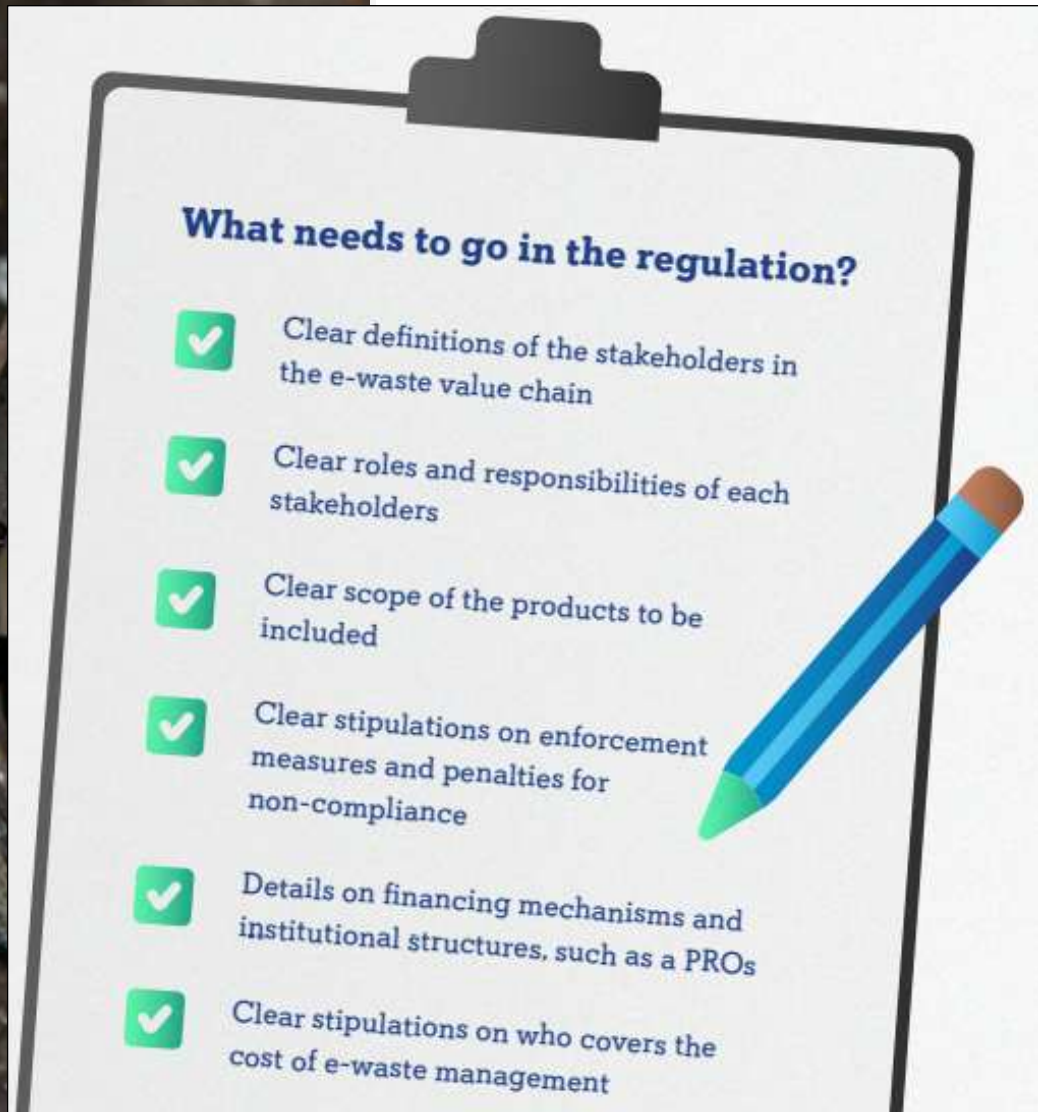 What needs to go in the regulation?
Clear definitions of the stakeholders in
the e-waste value chain
Clear roles and responsibilities of each
stakeholders
Clear scope of the products to be
included
Clear stipulations on enforcement
measures and penalties for
non-compliance
Details on financing mechanisms and
institutional structures, such as a PROs
Clear stipulations on who covers the
cost of e-waste management